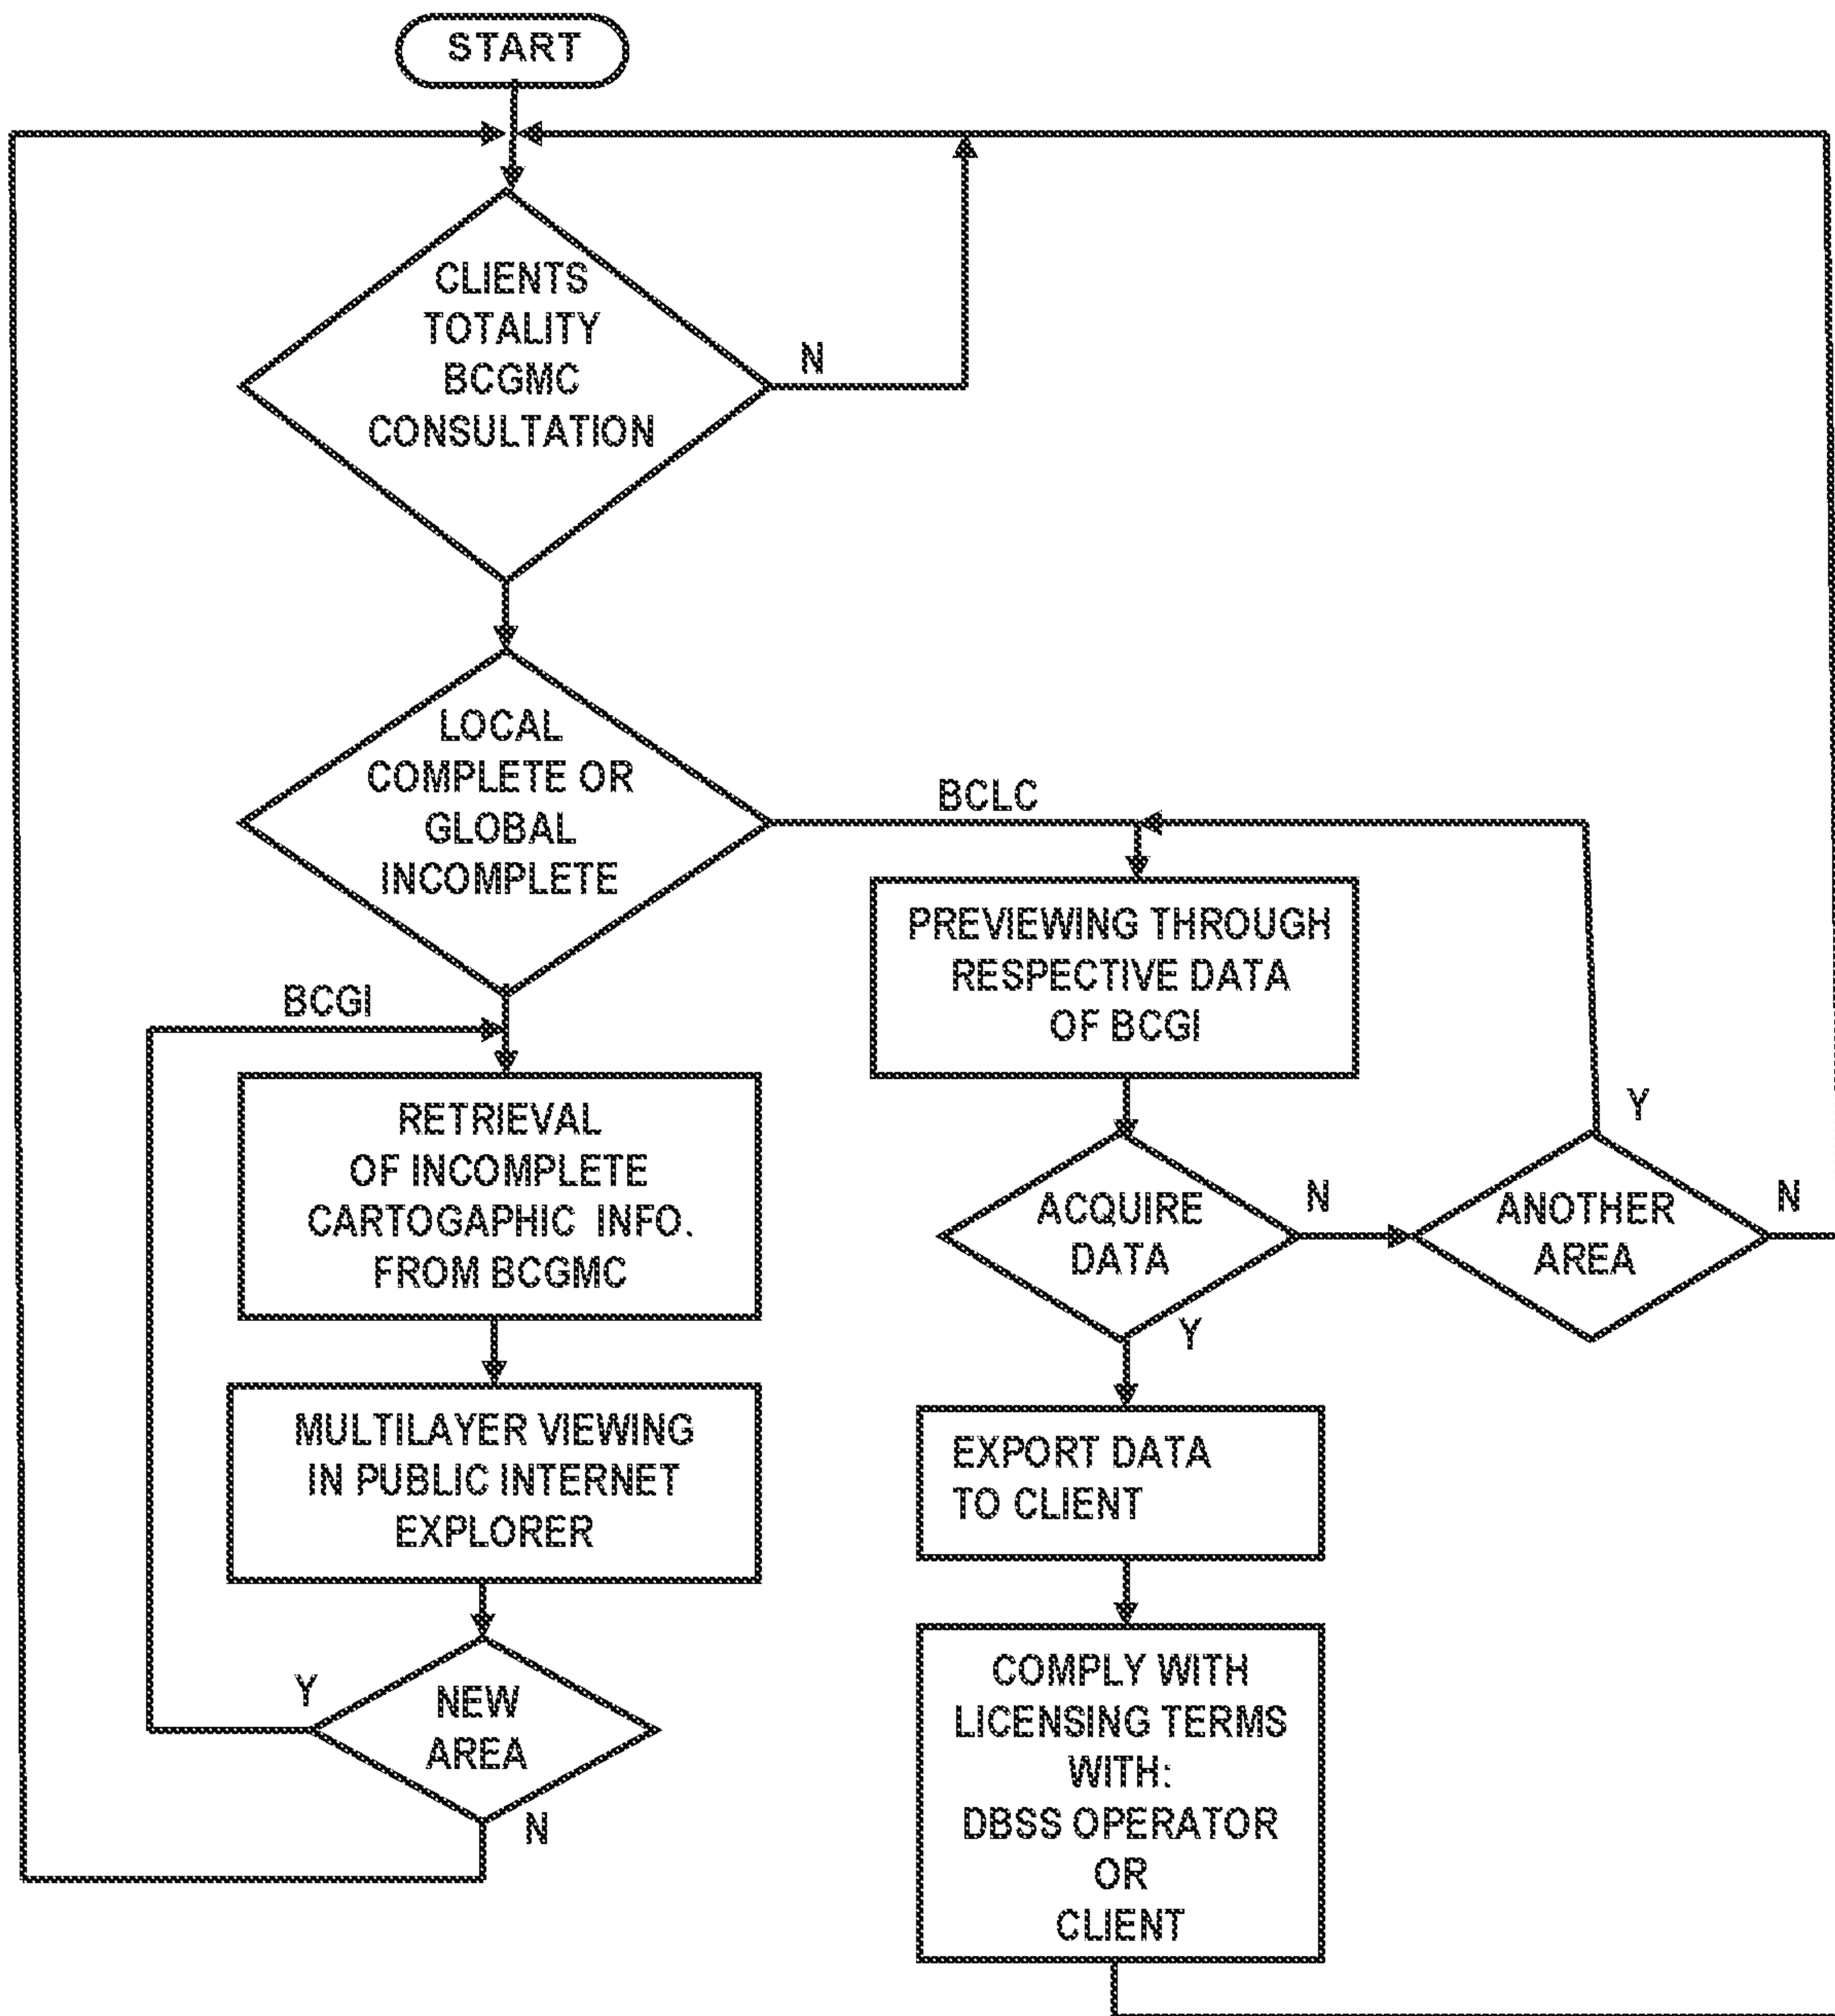 START
CLIENTS
TOTALITY
BCGMC
CONSULTATION
N
LOCAL
COMPLETE OR
GLOBAL
INCOMPLETE
BCLC
BCGI
PREVIEWING THROUGH
RESPECTIVE DATA
OF BCGI
RETRIEVAL
OF INCOMPLETE
CARTOGAPHIC INFO.
FROM BCGMC
ACQUIRE
DATA
N
Y
ANOTHER
AREA
Y
N
MULTILAYER VIEWING
IN PUBLIC INTERNET
EXPLORER
EXPORT DATA
TO CLIENT
NEW
AREA
Y
N
COMPLY WITH
LICENSING TERMS
WITH:
DBSS OPERATOR
OR
CLIENT